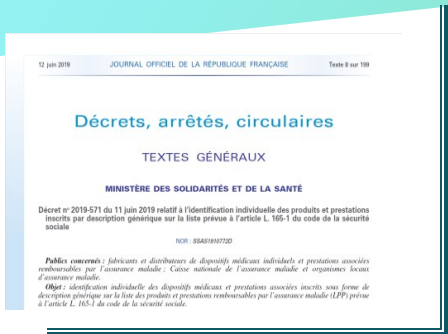 12 juin 2019 JOURNAL OFFICIEL DE LA RÉPUBLIQUE FRANÇAISE Texte 8 sur 199
Décrets, arrêtés, circulaires
TEXTES GÉNÉRAUX
MINISTÈRE DES SOLIDARITÉS ET DE LA SANTÉ
Décret nº 2019-571 du 11 juin 2019 relatif à l'identification individuelle des produits et prestations
inscrits par description générique sur la liste prévue à l'article L. 165-1 du code de la sécurité
sociale
NOR : SSAS1910772D
Publics concernés : fabricants et distributeurs de dispositifs médicaux individuels et prestations associées
remboursables par l'assurance maladie ; Caisse nationale de l'assurance maladie et organismes locaux
d'assurance maladie.
Objet : identification individuelle des dispositifs médicaux et prestations associées inscrits sous forme de
description générique sur la liste des produits et prestations remboursables par l'assurance maladie (LPP) prévue
à l'article L. 165-1 du code de la sécurité sociale.